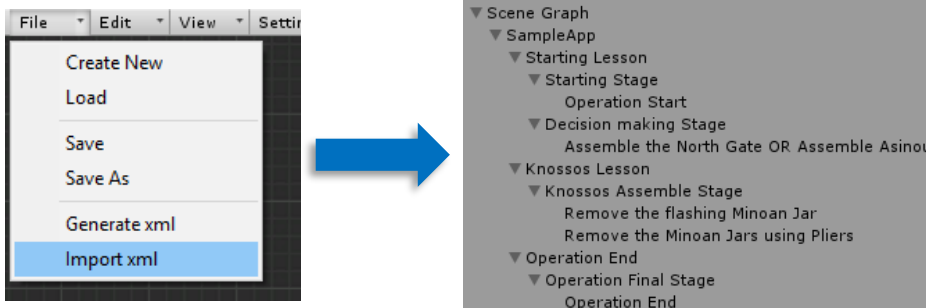 File Edit View
Create New
Load
Save
Save As
Generate xml
Import xml
Scene Graph
SampleApp
Starting Lesson
Starting Stage
Operation Start
Decision making Stage
Assemble the North Gate OR Assemble
Knossos Lesson
Knossos Assemble Stage
Remove the flashing Minoan Jar
Remove the Minoan Jars using Pliers
Operation End
Operation Final Stage
Operation End